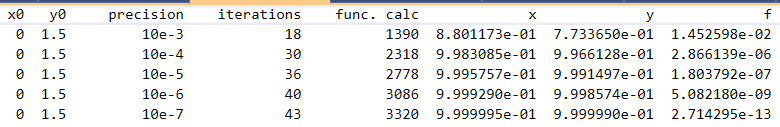 x0 y0 precision iterations func. calc x y f
0 1.5 10e-3 18 1390 8.801173e-01 7.733650e-01 1.452598e-02
0 1.5 10e-4 30 2318 9.983085e-01 9.966128e-01 2.866139e-06
0 1.5 10e-5 36 2778 9.995757e-01 9.991497e-01 1.803792e-07
0 1.5 10e-6 40 3086 9.999290e-01 9.998574e-01 5.082180e-09
0 1.5 10e-7 43 3320 9.999995e-01 9.999990e-01 2.714295e-13